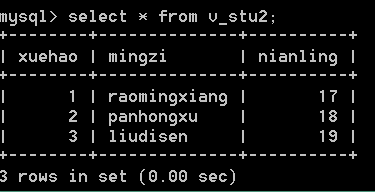 mysql> select * from v_stu2;
+--------+--------------+----------+
| xuehao | mingzi       | nianling |
+--------+--------------+----------+
|      1 | raomingxiang |       17 |
|      2 | panhongxu    |       18 |
|      3 | liudisen     |       19 |
+--------+--------------+----------+
3 rows in set (0.00 sec)